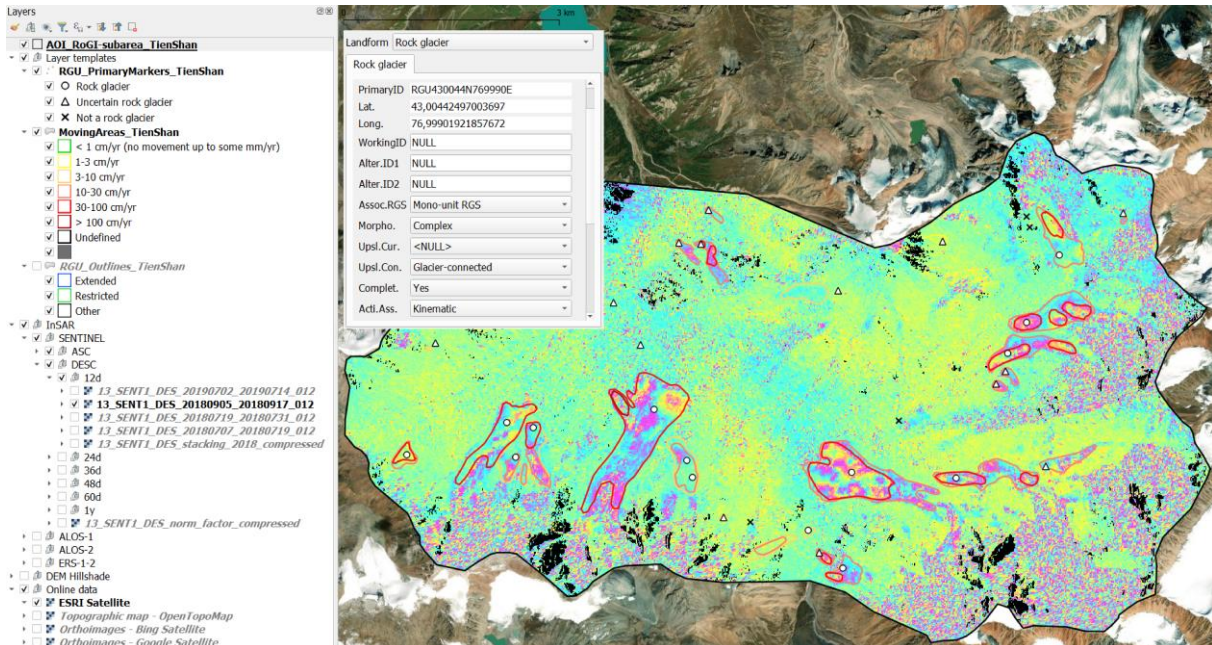 Layers
AOI_RoGI-subarea_TienShan
Layer templates
RGU_PrimaryMarkers_TienShan
Rock glacier
Uncertain rock glacier
Not a rock glacier
MovingAreas_TienShan
< 1 cm/yr (no movement up to some mm/yr)
1-3 cm/yr
3-10 cm/yr
10-30 cm/yr
30-100 cm/yr
> 100 cm/yr
Undefined
RGU_Outlines_TienShan
Extended
Restricted
Other
InSAR
SENTINEL
ASC
DESC
12d
13_SENT1_DES_20190702_20190714_012
13_SENT1_DES_20180905_20180917_012
13_SENT1_DES_20180719_20180731_012
13_SENT1_DES_20180707_20180719_012
13_SENT1_DES_stacking_2018_compressed
24d
36d
48d
60d
1y
13_SENT1_DES_norm_factor_compressed
ALOS-1
ALOS-2
ERS-1-2
DEM Hillshade
Online data
ESRI Satellite
Topographic map - OpenTopoMap
Orthoimages - Bing Satellite
Orthoimages - Google Satellite
0 3 km
Landform Rock glacier
Rock glacier
PrimaryID RGU430044N769990E
Lat. 43,00442497003697
Long. 76,99901921857672
WorkingID NULL
Alter.ID1 NULL
Alter.ID2 NULL
Assoc.RGS Mono-unit RGS
Morpho. Complex
Upsl.Cur. <NULL>
Upsl.Con. Glacier-connected
Complet. Yes
Acti.Ass. Kinematic